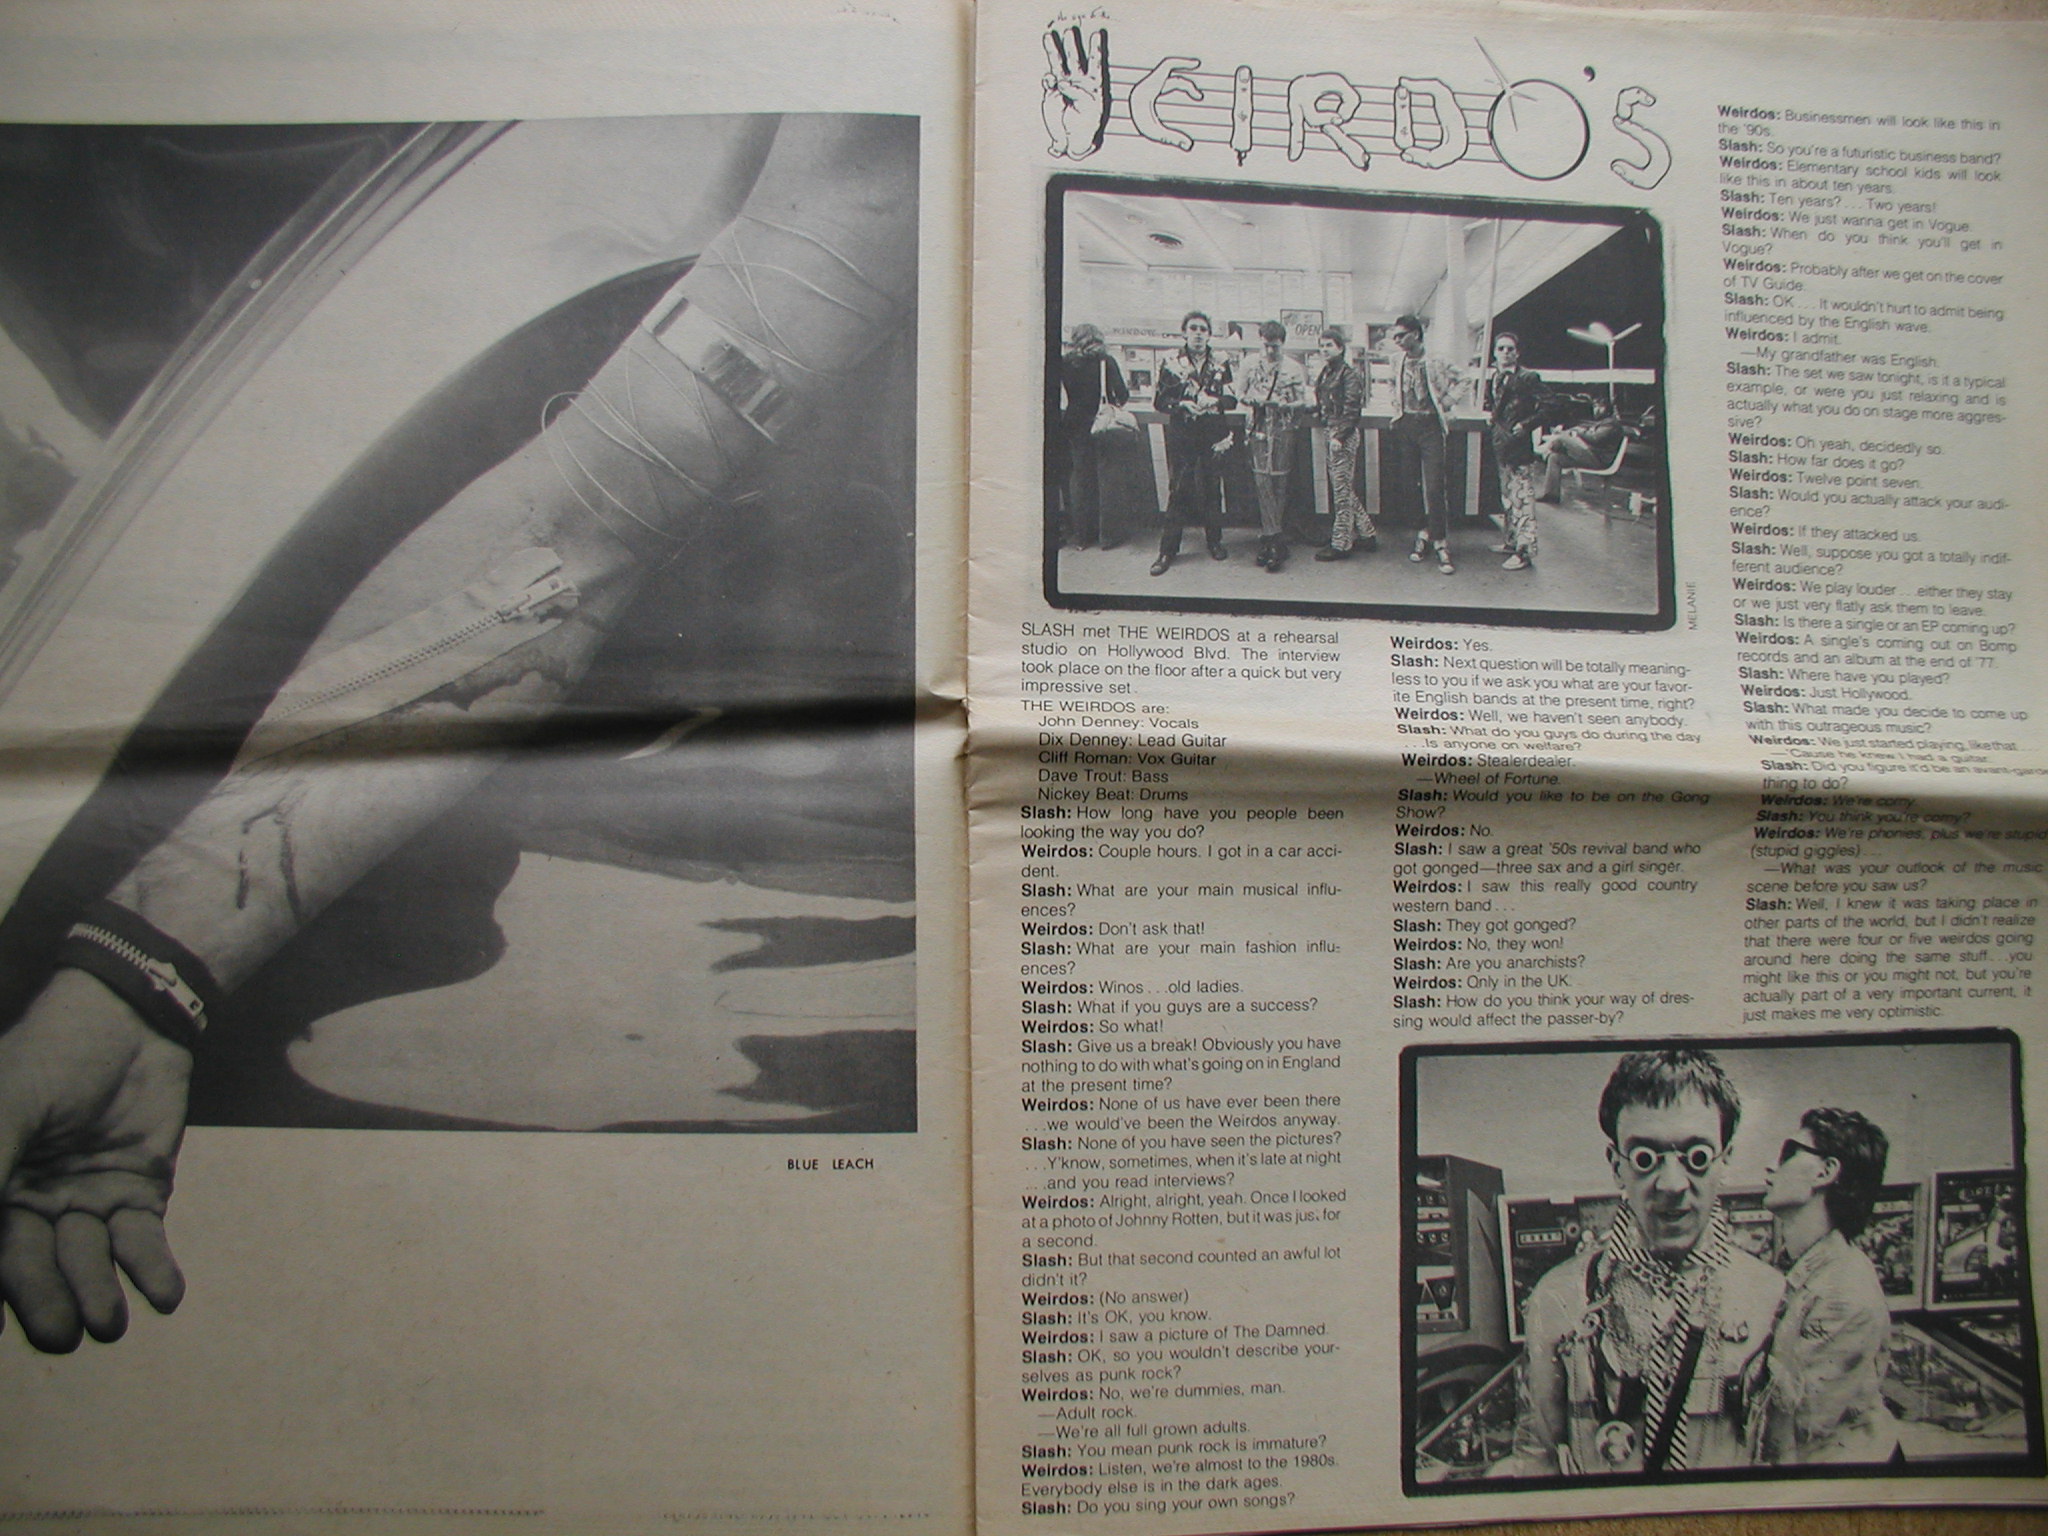 BLUE LEACH
WEIRDO'S
OPEN
WINDOW
MELANIE
SLASH met THE WEIRDOS at a rehearsal
studio on Hollywood Blvd. The interview
took place on the floor after a quick but very
impressive set.
THE WEIRDOS are:
John Denney: Vocals
Dix Denney: Lead Guitar
Cliff Roman: Vox Guitar
Dave Trout: Bass
Nickey Beat: Drums
Slash: How long have you people been
looking the way you do?
Weirdos: Couple hours. I got in a car acci-
dent.
Slash: What are your main musical influ-
ences?
Weirdos: Don't ask that!
Slash: What are your main fashion influ-
ences?
Weirdos: Winos . . . old ladies.
Slash: What if you guys are a success?
Weirdos: So what!
Slash: Give us a break! Obviously you have
nothing to do with what's going on in England
at the present time?
Weirdos: None of us have ever been there
. . . we would've been the Weirdos anyway.
Slash: None of you have seen the pictures?
. . . Y'know, sometimes, when it's late at night
. . . and you read interviews?
Weirdos: Alright, alright, yeah. Once I looked
at a photo of Johnny Rotten, but it was just for
a second.
Slash: But that second counted an awful lot
didn't it?
Weirdos: (No answer)
Slash: It's OK, you know.
Weirdos: I saw a picture of The Damned.
Slash: OK, so you wouldn't describe your-
selves as punk rock?
Weirdos: No, we're dummies, man.
—Adult rock.
—We're all full grown adults.
Slash: You mean punk rock is immature?
Weirdos: Listen, we're almost to the 1980s.
Everybody else is in the dark ages.
Slash: Do you sing your own songs?
Weirdos: Yes.
Slash: Next question will be totally meaning-
less to you if we ask you what are your favor-
ite English bands at the present time, right?
Weirdos: Well, we haven't seen anybody.
Slash: What do you guys do during the day
. . . Is anyone on welfare?
Weirdos: Stealerdealer.
—Wheel of Fortune.
Slash: Would you like to be on the Gong
Show?
Weirdos: No.
Slash: I saw a great '50s revival band who
got gonged—three sax and a girl singer.
Weirdos: I saw this really good country
western band . . .
Slash: They got gonged?
Weirdos: No, they won!
Slash: Are you anarchists?
Weirdos: Only in the UK.
Slash: How do you think your way of dres-
sing would affect the passer-by?
Weirdos: Businessmen will look like this in
the '90s.
Slash: So you're a futuristic business band?
Weirdos: Elementary school kids will look
like this in about ten years.
Slash: Ten years? . . . Two years!
Weirdos: We just wanna get in Vogue.
Slash: When do you think you'll get in
Vogue?
Weirdos: Probably after we get on the cover
of TV Guide.
Slash: OK . . . It wouldn't hurt to admit being
influenced by the English wave.
Weirdos: I admit.
—My grandfather was English.
Slash: The set we saw tonight, is it a typical
example, or were you just relaxing and is
actually what you do on stage more aggres-
sive?
Weirdos: Oh yeah, decidedly so.
Slash: How far does it go?
Weirdos: Twelve point seven.
Slash: Would you actually attack your audi-
ence?
Weirdos: If they attacked us.
Slash: Well, suppose you got a totally indif-
ferent audience?
Weirdos: We play louder . . . either they stay
or we just very flatly ask them to leave.
Slash: Is there a single or an EP coming up?
Weirdos: A single's coming out on Bomp
records and an album at the end of '77.
Slash: Where have you played?
Weirdos: Just Hollywood.
Slash: What made you decide to come up
with this outrageous music?
Weirdos: We just started playing, like that. . .
—'Cause he knew I had a guitar.
Slash: Did you figure it'd be an avant-garde
thing to do?
Weirdos: We're corny.
Slash: You think you're corny?
Weirdos: We're phonies, plus we're stupid
(stupid giggles) . . .
—What was your outlook of the music
scene before you saw us?
Slash: Well, I knew it was taking place in
other parts of the world, but I didn't realize
that there were four or five weirdos going
around here doing the same stuff . . . you
might like this or you might not, but you're
actually part of a very important current, it
just makes me very optimistic.